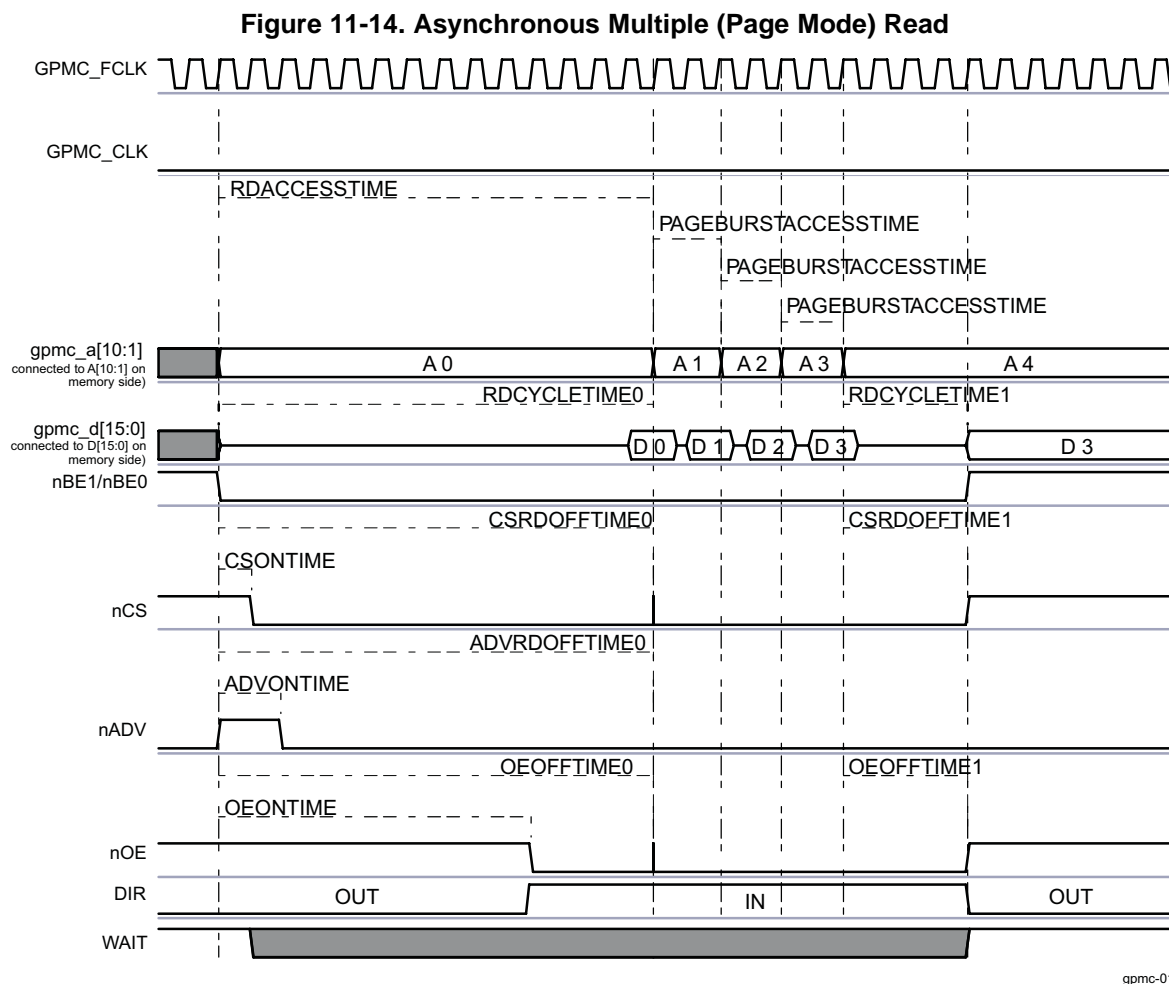 Figure 11-14. Asynchronous Multiple (Page Mode) Read
GPMC_FCLK
GPMC_CLK
RDACCESSTIME
PAGEBURSTACCESSTIME
PAGEBURSTACCESSTIME
PAGEBURSTACCESSTIME
gpmc_a[10:1]
connected to A[10:1] on
memory side)
A 0
A 1
A 2
A 3
A 4
RDCYCLETIME0
RDCYCLETIME1
gpmc_d[15:0]
connected to D[15:0] on
memory side)
D 0
D 1
D 2
D 3
D 3
nBE1/nBE0
CSRDOFFTIME0
CSRDOFFTIME1
CSONTIME
nCS
ADVRDOFFTIME0
ADVONTIME
nADV
OEOFFTIME0
OEOFFTIME1
OEONTIME
nOE
DIR
OUT
IN
OUT
WAIT